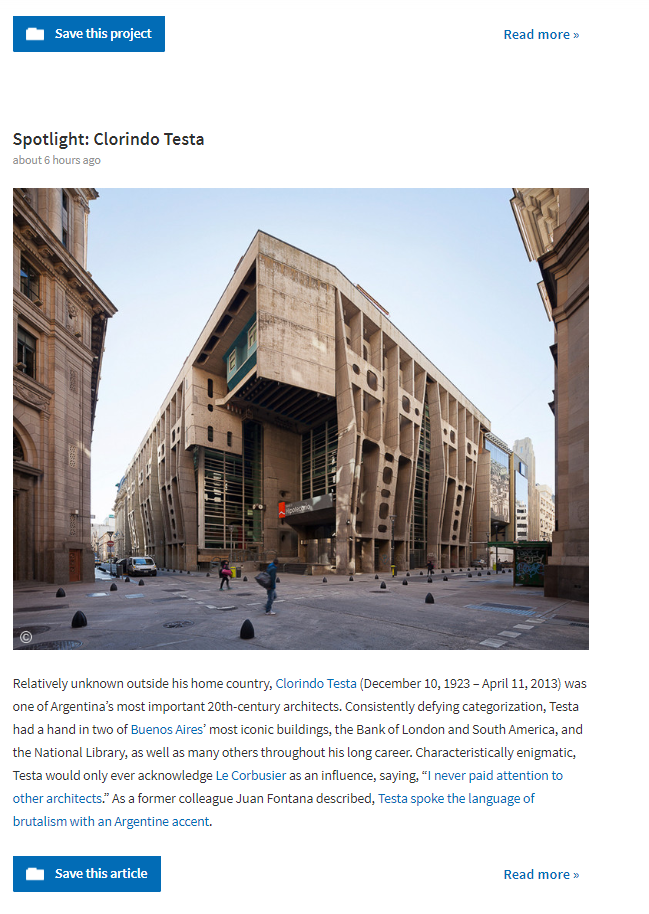 Save this project
Read more »
Spotlight: Clorindo Testa
about 6 hours ago
©
Relatively unknown outside his home country, Clorindo Testa (December 10, 1923 – April 11, 2013) was
one of Argentina’s most important 20th-century architects. Consistently defying categorization, Testa
had a hand in two of Buenos Aires’ most iconic buildings, the Bank of London and South America, and
the National Library, as well as many others throughout his long career. Characteristically enigmatic,
Testa would only ever acknowledge Le Corbusier as an influence, saying, “I never paid attention to
other architects.” As a former colleague Juan Fontana described, Testa spoke the language of
brutalism with an Argentine accent.
Save this article
Read more »